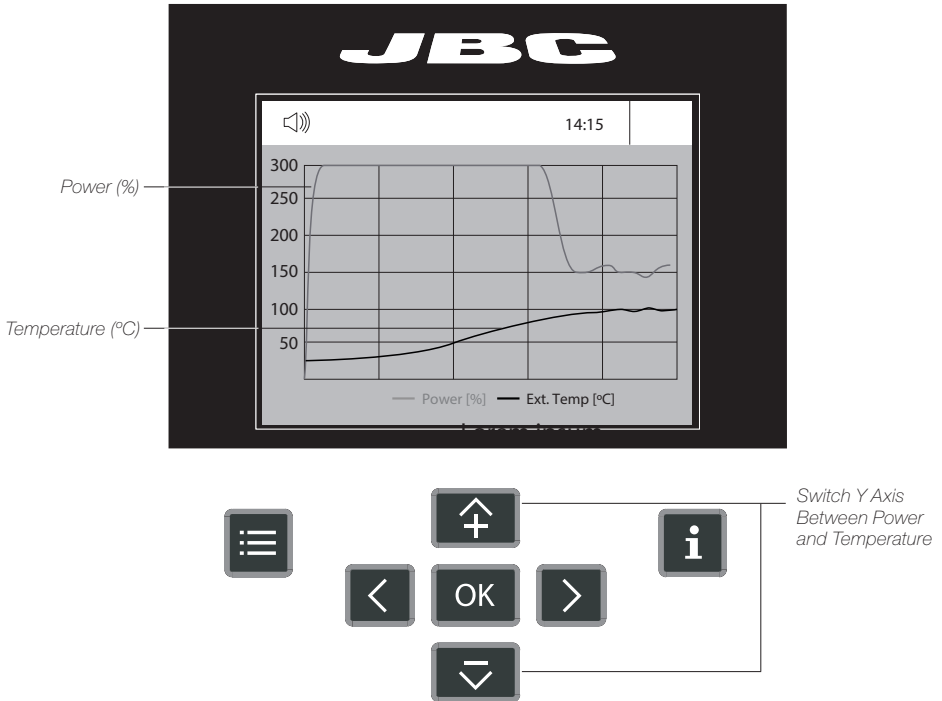 JBC
14:15
300
250
200
150
100
50
Power (%)
Temperature (ºC)
Power [%] Ext. Temp [ºC]
Switch Y Axis
Between Power
and Temperature
i
OK